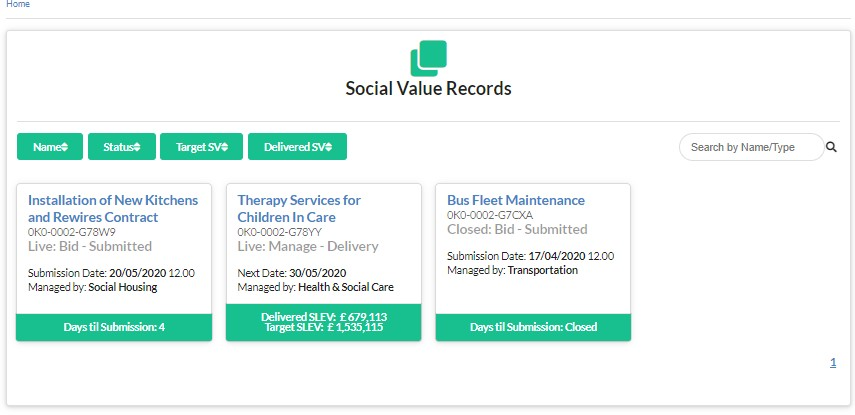 Home
Social Value Records
Name
Status
Target SV
Delivered SV
Search by Name/Type
Installation of New Kitchens
and Rewires Contract
0K0-0002-G78W9
Live: Bid - Submitted
Submission Date: 20/05/2020 12.00
Managed by: Social Housing
Days til Submission: 4
Therapy Services for
Children In Care
0K0-0002-G78YY
Live: Manage - Delivery
Next Date: 30/05/2020
Managed by: Health & Social Care
Delivered SLEV: £ 679,113
Target SLEV: £ 1,535,115
Bus Fleet Maintenance
0K0-0002-G7CXA
Closed: Bid - Submitted
Submission Date: 17/04/2020 12.00
Managed by: Transportation
Days til Submission: Closed
1